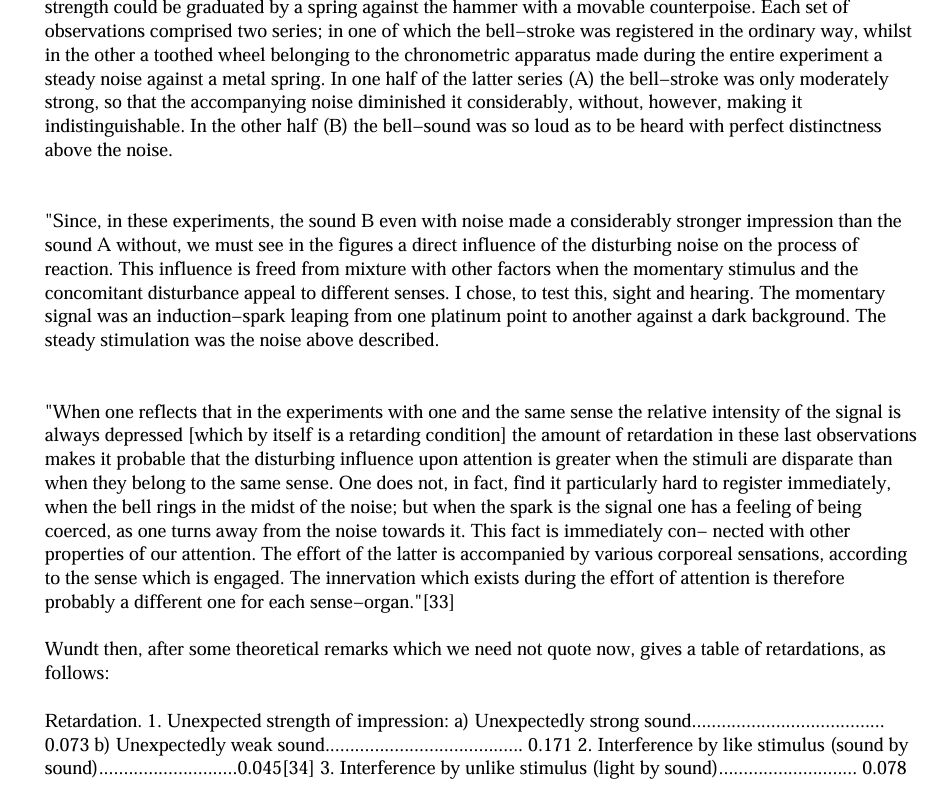 strength could be graduated by a spring against the hammer with a movable counterpoise. Each set of
observations comprised two series; in one of which the bell−stroke was registered in the ordinary way, whilst
in the other a toothed wheel belonging to the chronometric apparatus made during the entire experiment a
steady noise against a metal spring. In one half of the latter series (A) the bell−stroke was only moderately
strong, so that the accompanying noise diminished it considerably, without, however, making it
indistinguishable. In the other half (B) the bell−sound was so loud as to be heard with perfect distinctness
above the noise.
"Since, in these experiments, the sound B even with noise made a considerably stronger impression than the
sound A without, we must see in the figures a direct influence of the disturbing noise on the process of
reaction. This influence is freed from mixture with other factors when the momentary stimulus and the
concomitant disturbance appeal to different senses. I chose, to test this, sight and hearing. The momentary
signal was an induction−spark leaping from one platinum point to another against a dark background. The
steady stimulation was the noise above described.
"When one reflects that in the experiments with one and the same sense the relative intensity of the signal is
always depressed [which by itself is a retarding condition] the amount of retardation in these last observations
makes it probable that the disturbing influence upon attention is greater when the stimuli are disparate than
when they belong to the same sense. One does not, in fact, find it particularly hard to register immediately,
when the bell rings in the midst of the noise; but when the spark is the signal one has a feeling of being
coerced, as one turns away from the noise towards it. This fact is immediately con− nected with other
properties of our attention. The effort of the latter is accompanied by various corporeal sensations, according
to the sense which is engaged. The innervation which exists during the effort of attention is therefore
probably a different one for each sense−organ."[33]
Wundt then, after some theoretical remarks which we need not quote now, gives a table of retardations, as
follows:
Retardation. 1. Unexpected strength of impression: a) Unexpectedly strong sound.......................................
0.073 b) Unexpectedly weak sound........................................ 0.171 2. Interference by like stimulus (sound by
sound)............................0.045[34] 3. Interference by unlike stimulus (light by sound)............................ 0.078